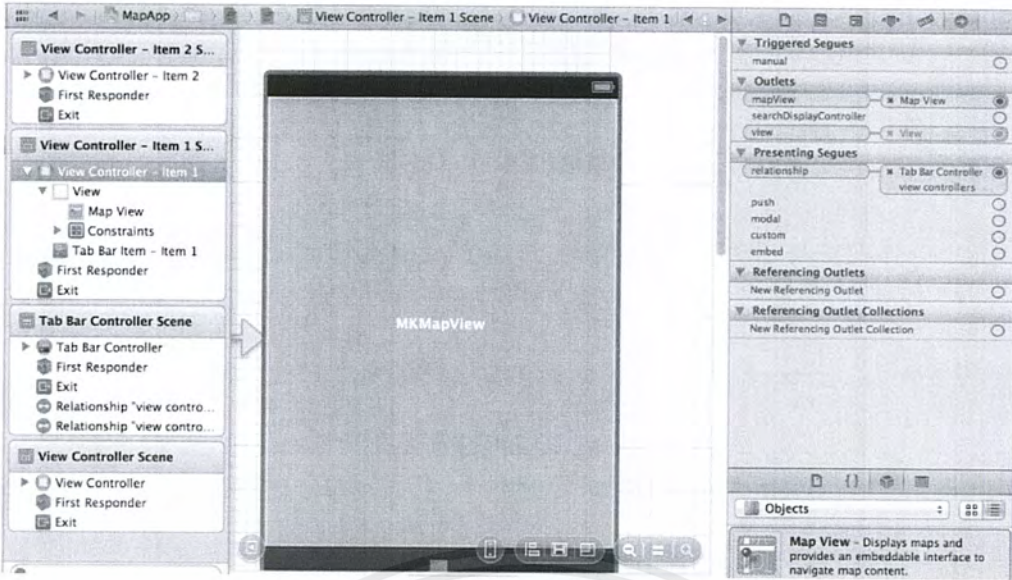 MapApp
View Controller – Item 1 Scene
View Controller – Item 1
View Controller – Item 2 S...
View Controller – Item 2
First Responder
Exit
View Controller – Item 1 S...
View Controller – Item 1
View
Map View
Constraints
Tab Bar Item – Item 1
First Responder
Exit
Tab Bar Controller Scene
Tab Bar Controller
First Responder
Exit
Relationship "view contro...
Relationship "view contro...
View Controller Scene
View Controller
First Responder
Exit
MKMapView
Triggered Segues
manual
Outlets
mapView
Map View
searchDisplayController
view
View
Presenting Segues
relationship
Tab Bar Controller
view controllers
push
modal
custom
embed
Referencing Outlets
New Referencing Outlet
Referencing Outlet Collections
New Referencing Outlet Collection
{ }
Objects
Map View – Displays maps and
provides an embeddable interface to
navigate map content.